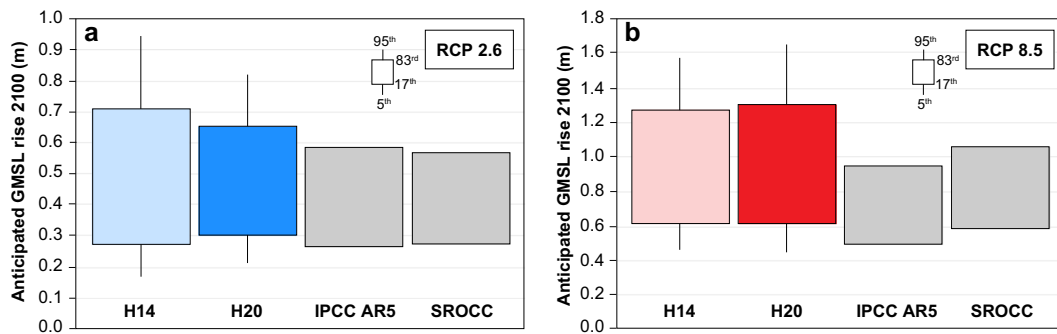 Anticipated GMSL rise 2100 (m)
1.0
0.9
0.8
0.7
0.6
0.5
0.4
0.3
0.2
0.1
0.0
a
95th
83rd
17th
5th
RCP 2.6
H14
H20
IPCC AR5
SROCC
Anticipated GMSL rise 2100 (m)
1.8
1.6
1.4
1.2
1.0
0.8
0.6
0.4
0.2
0.0
b
95th
83rd
17th
5th
RCP 8.5
H14
H20
IPCC AR5
SROCC